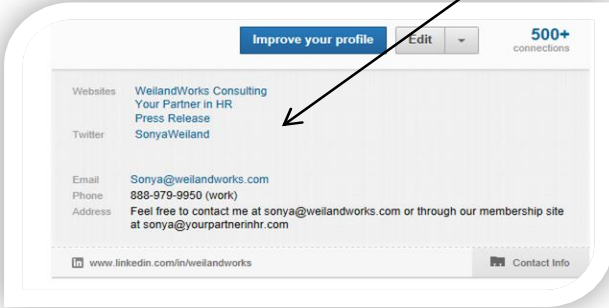 Improve your profile
Edit
500+
connections
Websites WeilandWorks Consulting
Your Partner in HR
Press Release
Twitter SonyaWeiland
Email Sonya@weilandworks.com
Phone 888-979-9950 (work)
Address Feel free to contact me at sonya@weilandworks.com or through our membership site
at sonya@yourpartnerinhr.com
in www.linkedin.com/in/weilandworks
Contact Info